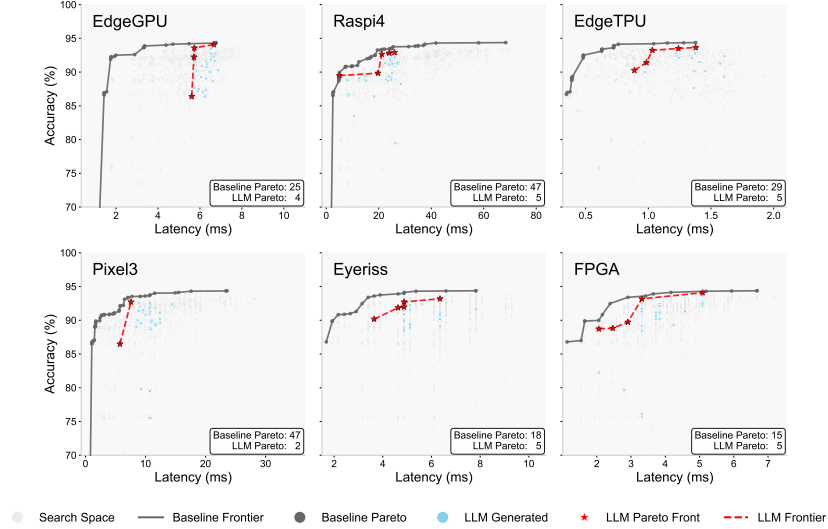 EdgeGPU
Raspi4
EdgeTPU
Accuracy (%)
100
95
90
85
80
75
70
Baseline Pareto: 25
LLM Pareto: 4
Baseline Pareto: 47
LLM Pareto: 5
Baseline Pareto: 29
LLM Pareto: 5
2 4 6 8 10
0 20 40 60 80
0.5 1.0 1.5 2.0
Latency (ms)
Latency (ms)
Latency (ms)
Pixel3
Eyeriss
FPGA
Accuracy (%)
100
95
90
85
80
75
70
Baseline Pareto: 47
LLM Pareto: 2
Baseline Pareto: 18
LLM Pareto: 5
Baseline Pareto: 15
LLM Pareto: 5
0 10 20 30
2 4 6 8 10
2 3 4 5 6 7
Latency (ms)
Latency (ms)
Latency (ms)
Search Space
Baseline Frontier
Baseline Pareto
LLM Generated
LLM Pareto Front
LLM Frontier